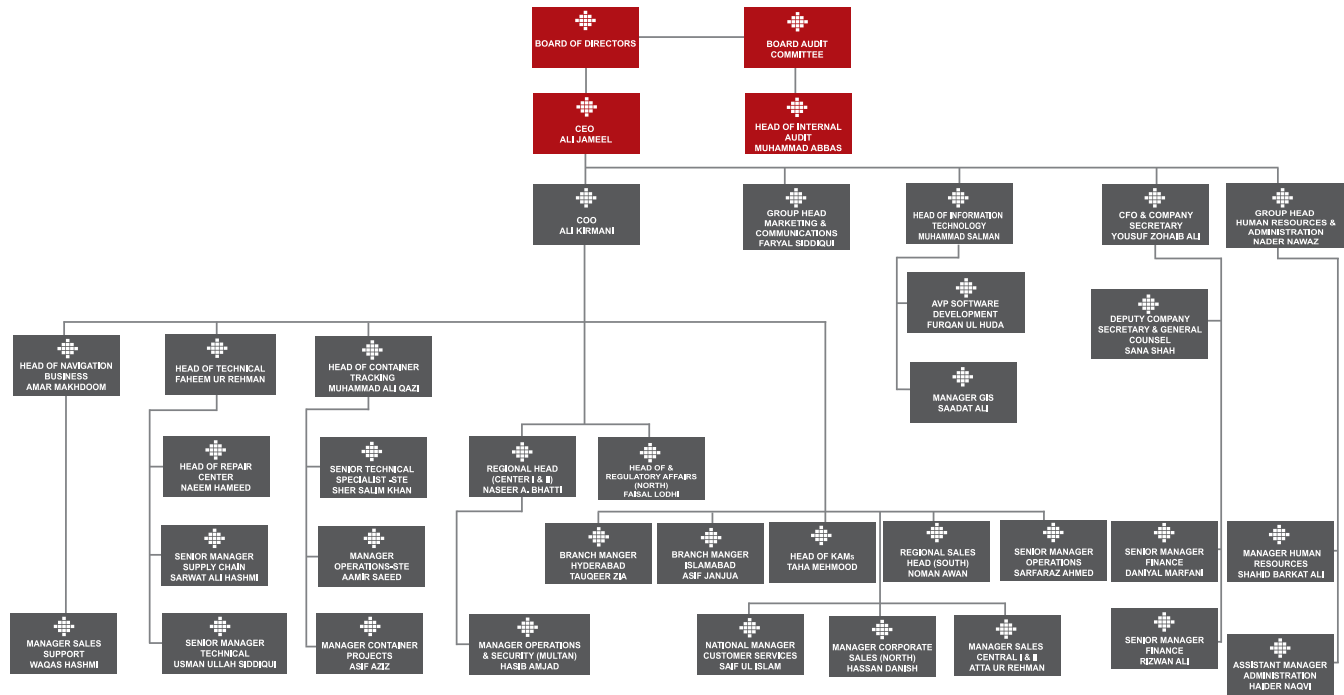 BOARD OF DIRECTORS
BOARD AUDIT
COMMITTEE
CEO
ALI JAMEEL
HEAD OF INTERNAL
AUDIT
MUHAMMAD ABBAS
COO
ALI KIRMANI
GROUP HEAD
MARKETING &
COMMUNICATIONS
FARYAL SIDDIQUI
HEAD OF INFORMATION
TECHNOLOGY
MUHAMMAD SALMAN
CFO & COMPANY
SECRETARY
YOUSUF ZOHAIB ALI
GROUP HEAD
HUMAN RESOURCES &
ADMINISTRATION
NADER NAWAZ
AVP SOFTWARE
DEVELOPMENT
FURQAN UL HUDA
DEPUTY COMPANY
SECRETARY & GENERAL
COUNSEL
SANA SHAH
HEAD OF NAVIGATION
BUSINESS
AMAR MAKHDOOM
HEAD OF TECHNICAL
FAHEEM UR REHMAN
HEAD OF CONTAINER
TRACKING
MUHAMMAD ALI QAZI
MANAGER GIS
SAADAT ALI
HEAD OF REPAIR
CENTER
NAEEM HAMEED
SENIOR TECHNICAL
SPECIALIST -STE
SHER SALIM KHAN
REGIONAL HEAD
(CENTER I & II)
NASEER A. BHATTI
HEAD OF &
REGULATORY AFFAIRS
(NORTH)
FAISAL LODHI
SENIOR MANAGER
SUPPLY CHAIN
SARWAT ALI HASHMI
MANAGER
OPERATIONS-STE
AAMIR SAEED
BRANCH MANGER
HYDERABAD
TAUQEER ZIA
BRANCH MANGER
ISLAMABAD
ASIF JANJUA
HEAD OF KAMs
TAHA MEHMOOD
REGIONAL SALES
HEAD (SOUTH)
NOMAN AWAN
SENIOR MANAGER
OPERATIONS
SARFARAZ AHMED
SENIOR MANAGER
FINANCE
DANIYAL MARFANI
MANAGER HUMAN
RESOURCES
SHAHID BARKAT ALI
MANAGER SALES
SUPPORT
WAQAS HASHMI
SENIOR MANAGER
TECHNICAL
USMAN ULLAH SIDDIQUI
MANAGER CONTAINER
PROJECTS
ASIF AZIZ
MANAGER OPERATIONS
& SECURITY (MULTAN)
HASIB AMJAD
NATIONAL MANAGER
CUSTOMER SERVICES
SAIF UL ISLAM
MANAGER CORPORATE
SALES (NORTH)
HASSAN DANISH
MANAGER SALES
CENTRAL I & II
ATTA UR REHMAN
SENIOR MANAGER
FINANCE
RIZWAN ALI
ASSISTANT MANAGER
ADMINISTRATION
HAIDER NAQVI